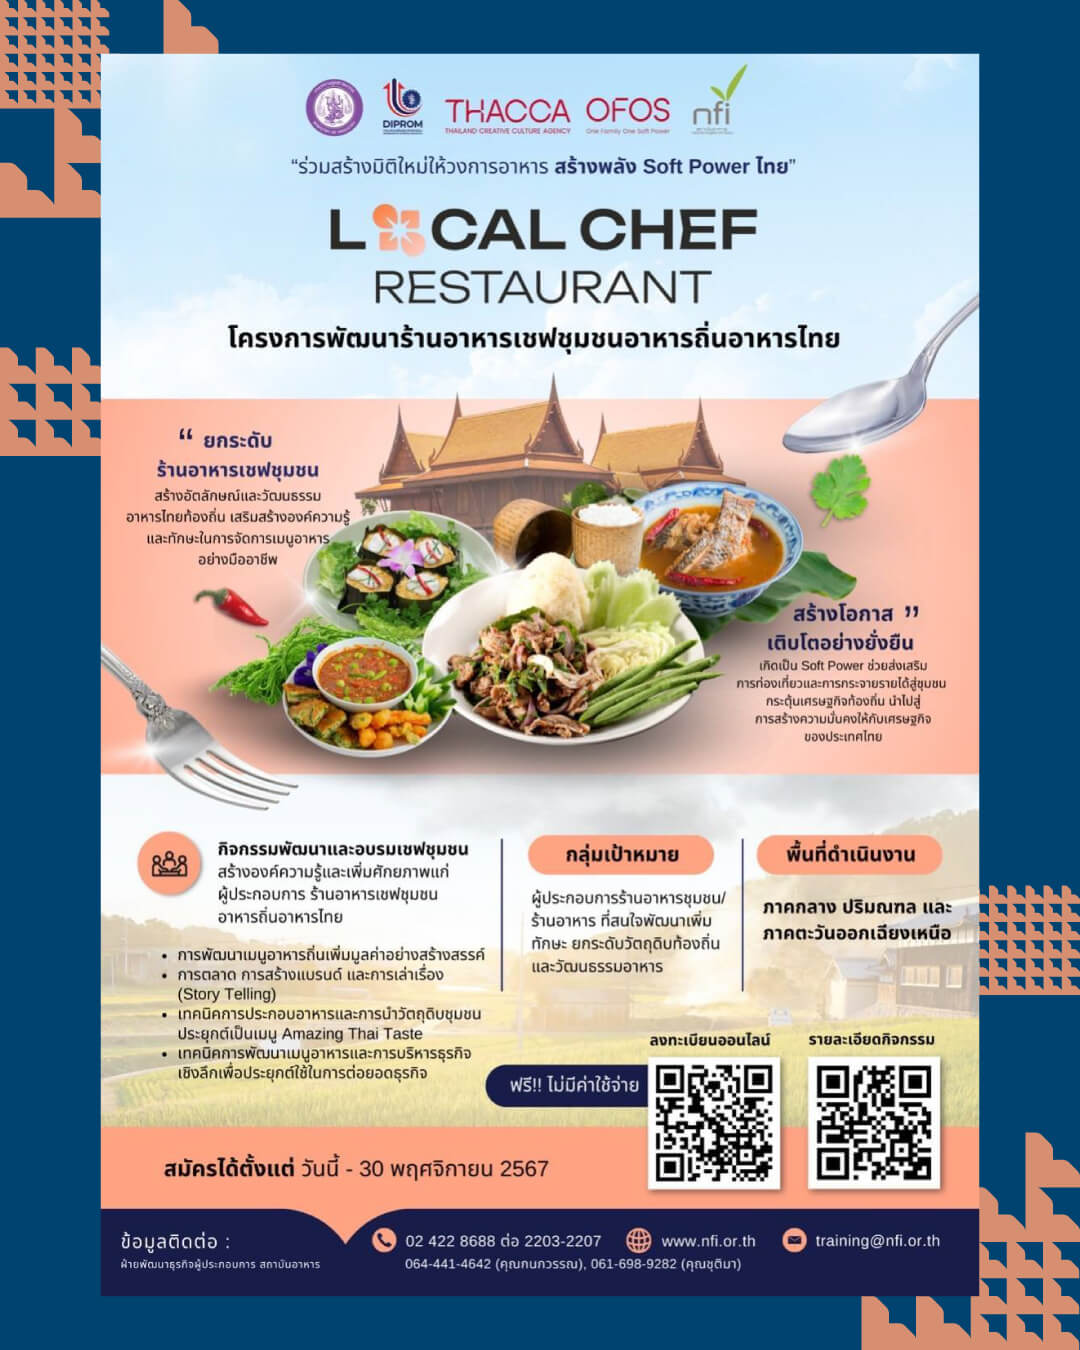 DIPROM
THACCA
THAILAND CREATIVE CULTURE AGENCY
OFOS
One Family One Soft Power
nfi
“ร่วมสร้างมิติใหม่ให้วงการอาหาร สร้างพลัง Soft Power ไทย”
LOCAL CHEF
RESTAURANT
โครงการพัฒนาร้านอาหารเชฟชุมชนอาหารถิ่นอาหารไทย
“ ยกระดับ
ร้านอาหารเชฟชุมชน
สร้างอัตลักษณ์และวัฒนธรรม
อาหารไทยท้องถิ่น เสริมสร้างองค์ความรู้
และทักษะในการจัดการเมนูอาหาร
อย่างมืออาชีพ
สร้างโอกาส ”
เติบโตอย่างยั่งยืน
เกิดเป็น Soft Power ช่วยส่งเสริม
การท่องเที่ยวและการกระจายรายได้สู่ชุมชน
กระตุ้นเศรษฐกิจท้องถิ่น นำไปสู่
การสร้างความมั่นคงให้กับเศรษฐกิจ
ของประเทศไทย
กิจกรรมพัฒนาและอบรมเชฟชุมชน
สร้างองค์ความรู้และเพิ่มศักยภาพแก่
ผู้ประกอบการ ร้านอาหารเชฟชุมชน
อาหารถิ่นอาหารไทย
• การพัฒนาเมนูอาหารถิ่นเพิ่มมูลค่าอย่างสร้างสรรค์
• การตลาด การสร้างแบรนด์ และการเล่าเรื่อง
(Story Telling)
• เทคนิคการประกอบอาหารและการนำวัตถุดิบชุมชน
ประยุกต์เป็นเมนู Amazing Thai Taste
• เทคนิคการพัฒนาเมนูอาหารและการบริหารธุรกิจ
เชิงลึกเพื่อประยุกต์ใช้ในการต่อยอดธุรกิจ
กลุ่มเป้าหมาย
ผู้ประกอบการร้านอาหารชุมชน/
ร้านอาหาร ที่สนใจพัฒนาเพิ่ม
ทักษะ ยกระดับวัตถุดิบท้องถิ่น
และวัฒนธรรมอาหาร
พื้นที่ดำเนินงาน
ภาคกลาง ปริมณฑล และ
ภาคตะวันออกเฉียงเหนือ
ลงทะเบียนออนไลน์
รายละเอียดกิจกรรม
ฟรี!! ไม่มีค่าใช้จ่าย
สมัครได้ตั้งแต่ วันนี้ - 30 พฤศจิกายน 2567
ข้อมูลติดต่อ :
ฝ่ายพัฒนาธุรกิจผู้ประกอบการ สถาบันอาหาร
02 422 8688 ต่อ 2203-2207
www.nfi.or.th
training@nfi.or.th
064-441-4642 (คุณกนกวรรณ), 061-698-9282 (คุณชุติมา)